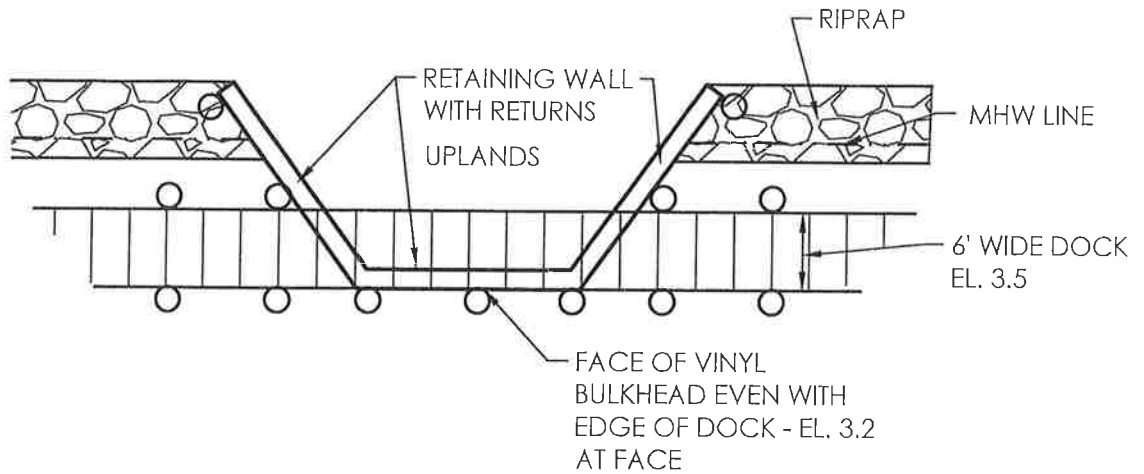 RIPRAP
RETAINING WALL
WITH RETURNS
UPLANDS
MHW LINE
6' WIDE DOCK
EL. 3.5
FACE OF VINYL
BULKHEAD EVEN WITH
EDGE OF DOCK - EL. 3.2
AT FACE